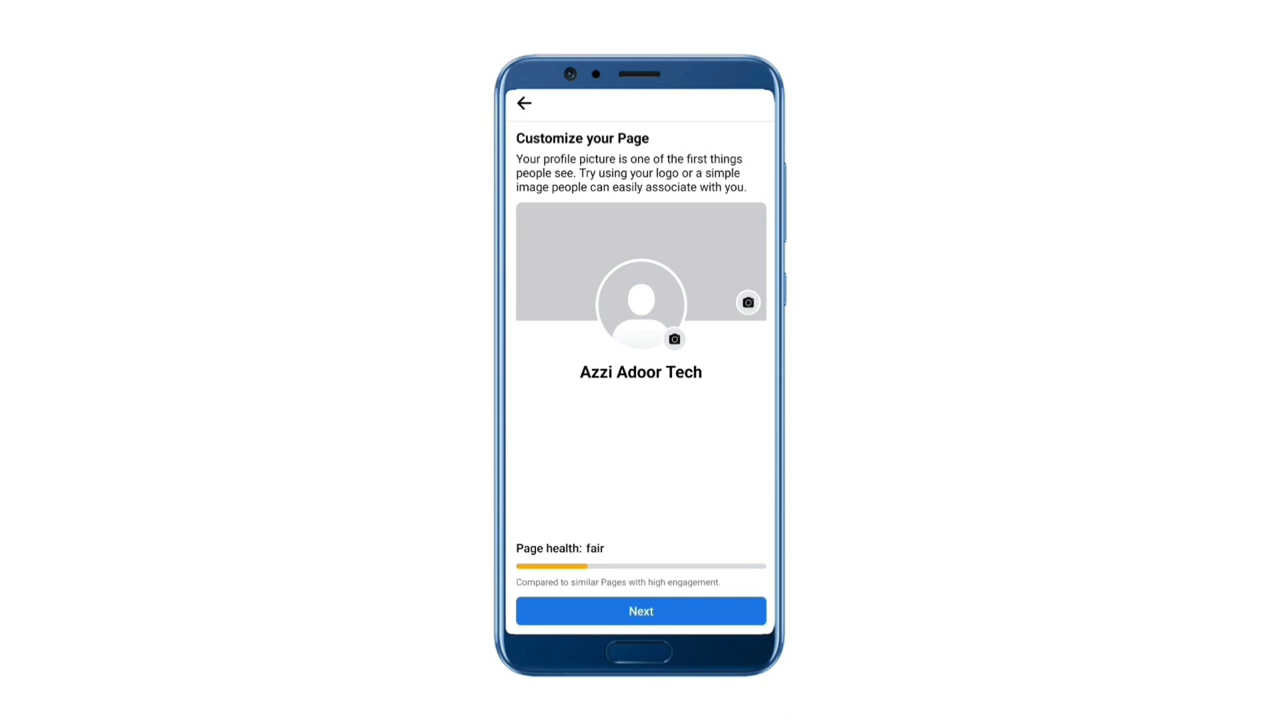 Customize your Page
Your profile picture is one of the first things
people see. Try using your logo or a simple
image people can easily associate with you.
Azzi Adoor Tech
Page health: fair
Compared to similar Pages with high engagement.
Next